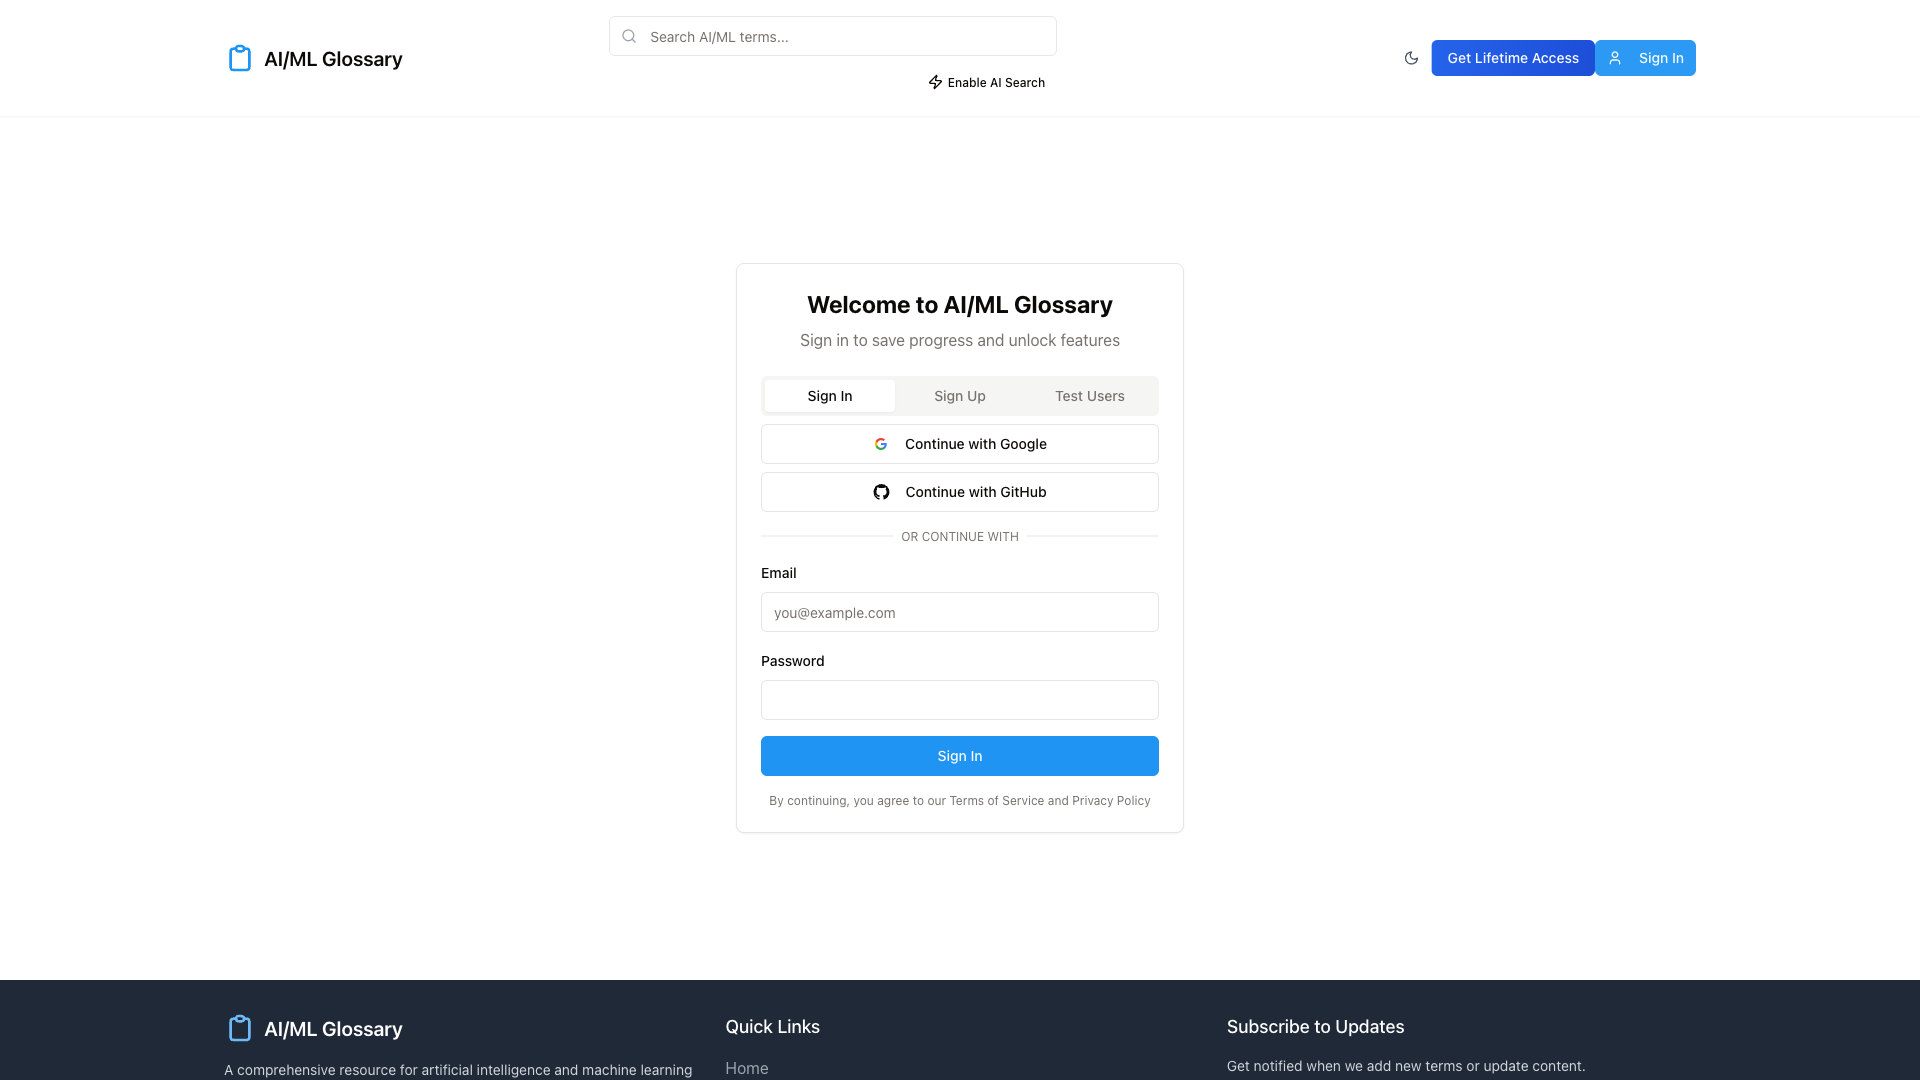 AI/ML Glossary
Search AI/ML terms...
Enable AI Search
Get Lifetime Access
Sign In
Welcome to AI/ML Glossary
Sign in to save progress and unlock features
Sign In
Sign Up
Test Users
Continue with Google
Continue with GitHub
OR CONTINUE WITH
Email
you@example.com
Password
Sign In
By continuing, you agree to our Terms of Service and Privacy Policy
AI/ML Glossary
A comprehensive resource for artificial intelligence and machine learning
Quick Links
Home
Subscribe to Updates
Get notified when we add new terms or update content.